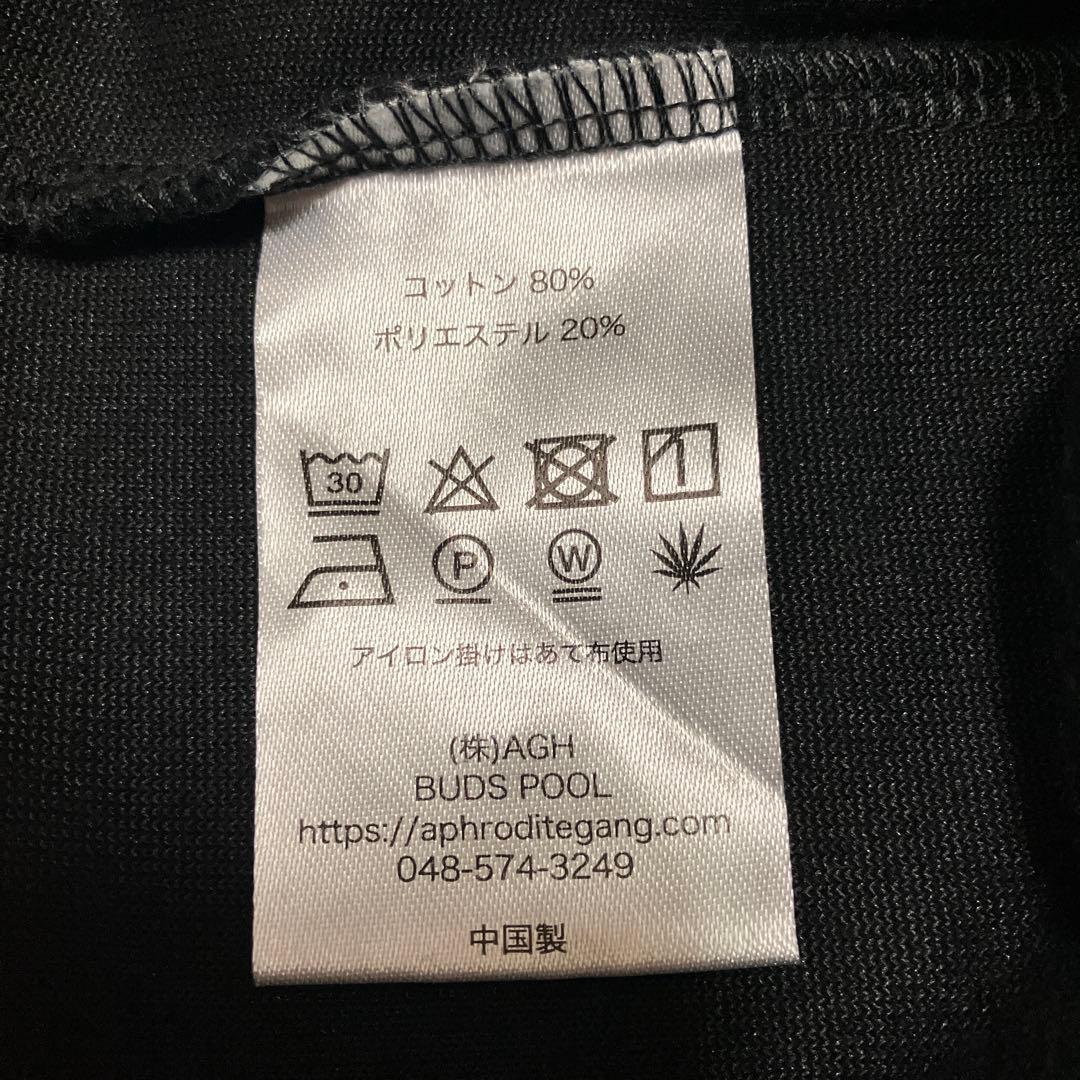 コットン 80%
ポリエステル 20%
30
P
W
アイロン掛けはあて布使用
(株)AGH
BUDS POOL
https://aphroditegang.com
048-574-3249
中国製